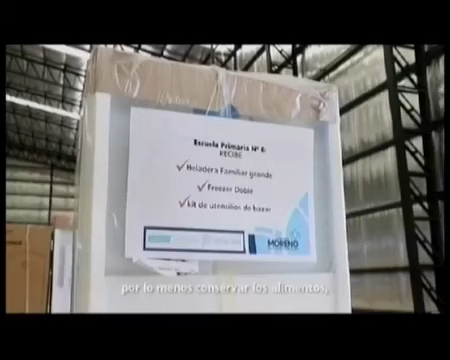 Escuela Primaria Nº 6:
RECIBE
✓Heladera Familiar grande
✓Freezer Doble
✓kit de utensilios de bazar
MORENO
por lo menos conservar los alimentos,